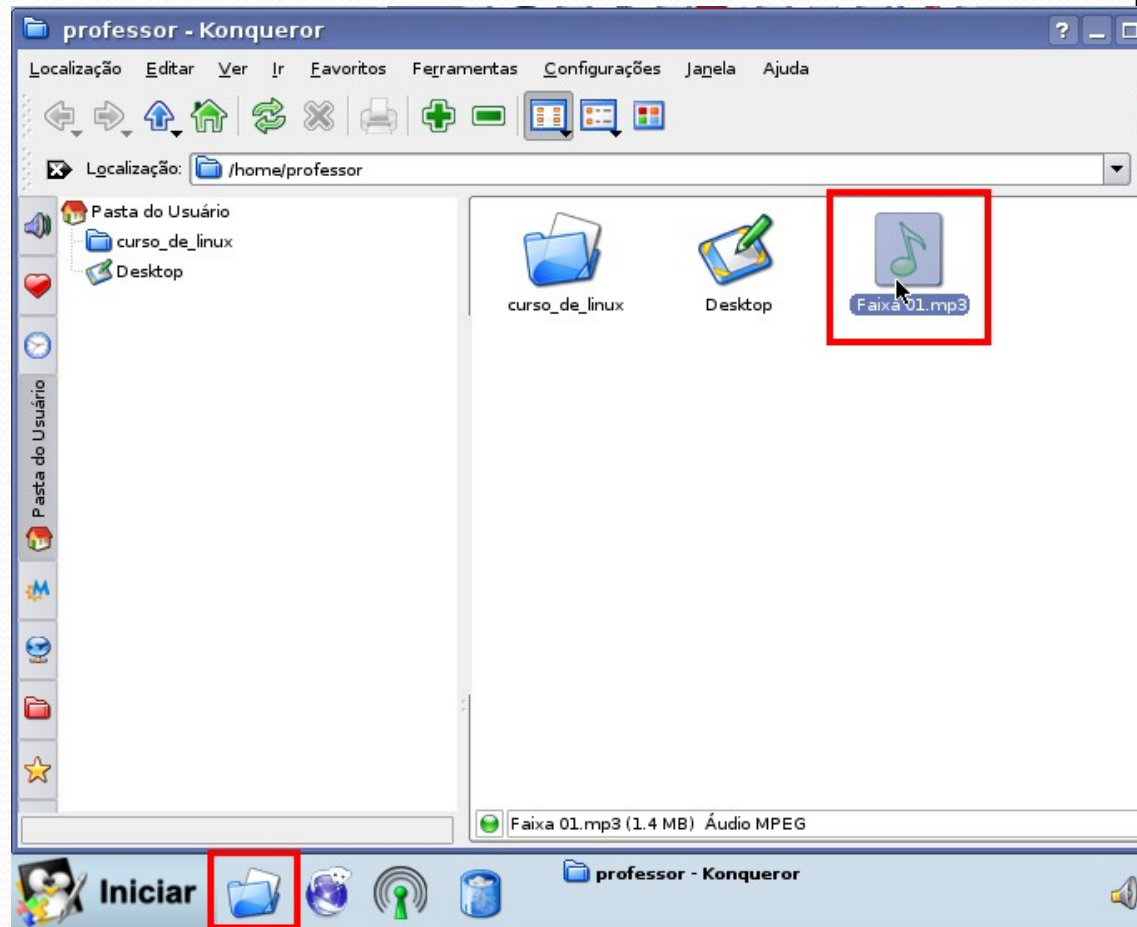 professor - Konqueror
Localização Editar Ver Ir Favoritos Ferramentas Configurações Janela Ajuda
Localização: /home/professor
Pasta do Usuário
curso_de_linux
Desktop
Pasta do Usuário
curso_de_linux Desktop Faixa 01.mp3
Faixa 01.mp3 (1.4 MB) Áudio MPEG
Iniciar professor - Konqueror